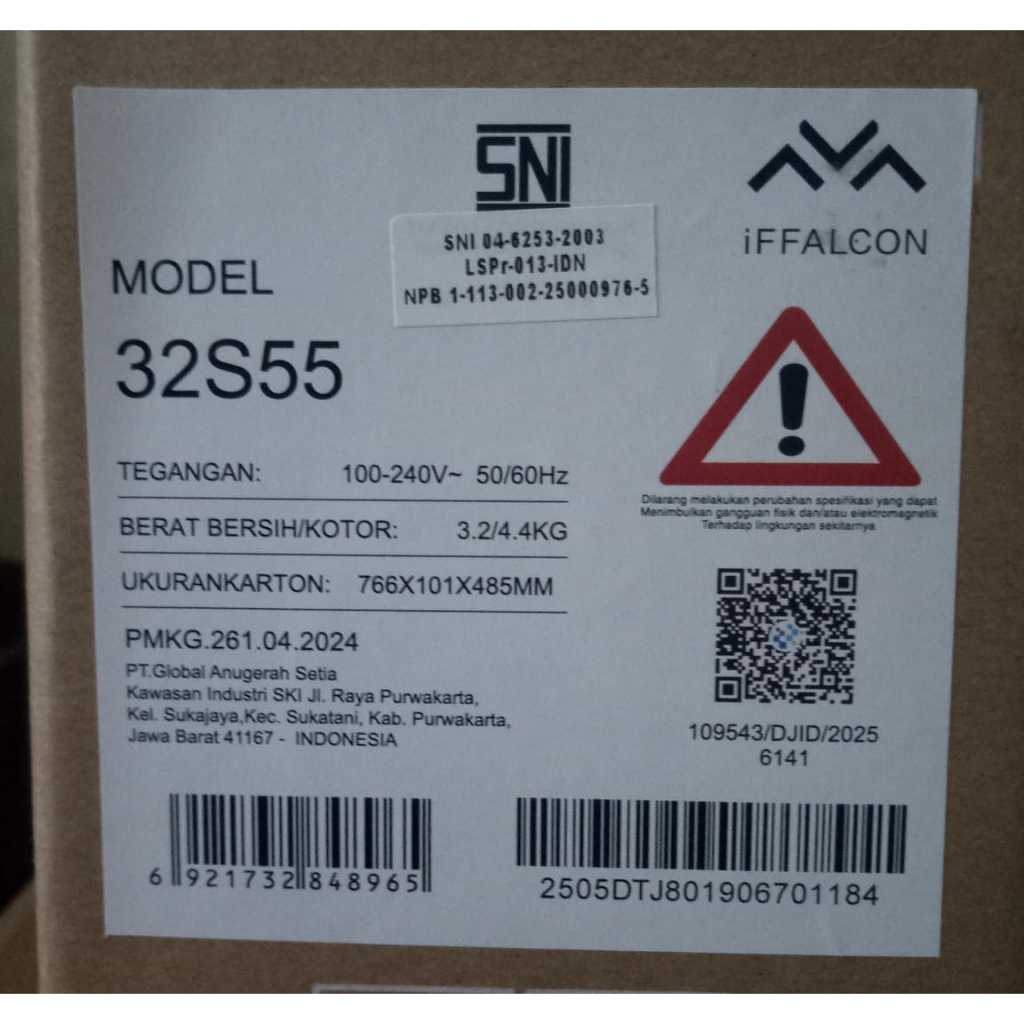 SNI
iFFALCON
SNI 04-6253-2003
LSPr-013-IDN
NPB 1-113-002-25000976-5
MODEL
32S55
TEGANGAN: 100-240V~ 50/60Hz
BERAT BERSIH/KOTOR: 3.2/4.4KG
UKURANKARTON: 766X101X485MM
PMKG.261.04.2024
PT.Global Anugerah Setia
Kawasan Industri SKI Jl. Raya Purwakarta,
Kel. Sukajaya,Kec. Sukatani, Kab. Purwakarta,
Jawa Barat 41167 - INDONESIA
Dilarang melakukan perubahan spesifikasi yang dapat
Menimbulkan gangguan fisik dan/atau elektromagnetik
Terhadap lingkungan sekitarnya
109543/DJID/2025
6141
6 921732 848965
2505DTJ801906701184